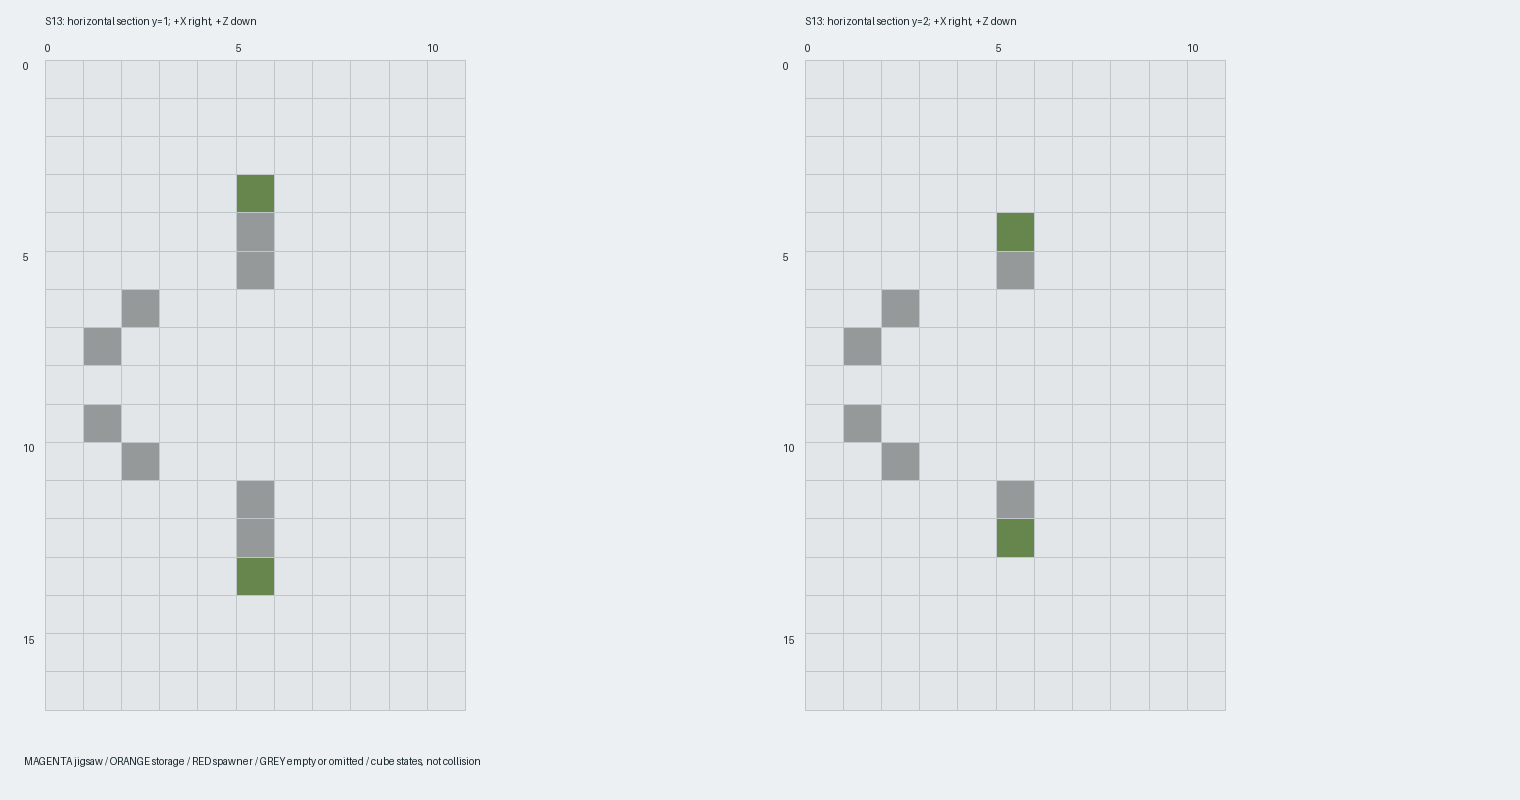 S13: horizontal section y=1; +X right, +Z down
0 5 10
0
5
10
15
S13: horizontal section y=2; +X right, +Z down
0 5 10
0
5
10
15
MAGENTA jigsaw / ORANGE storage / RED spawner / GREY empty or omitted / cube states, not collision